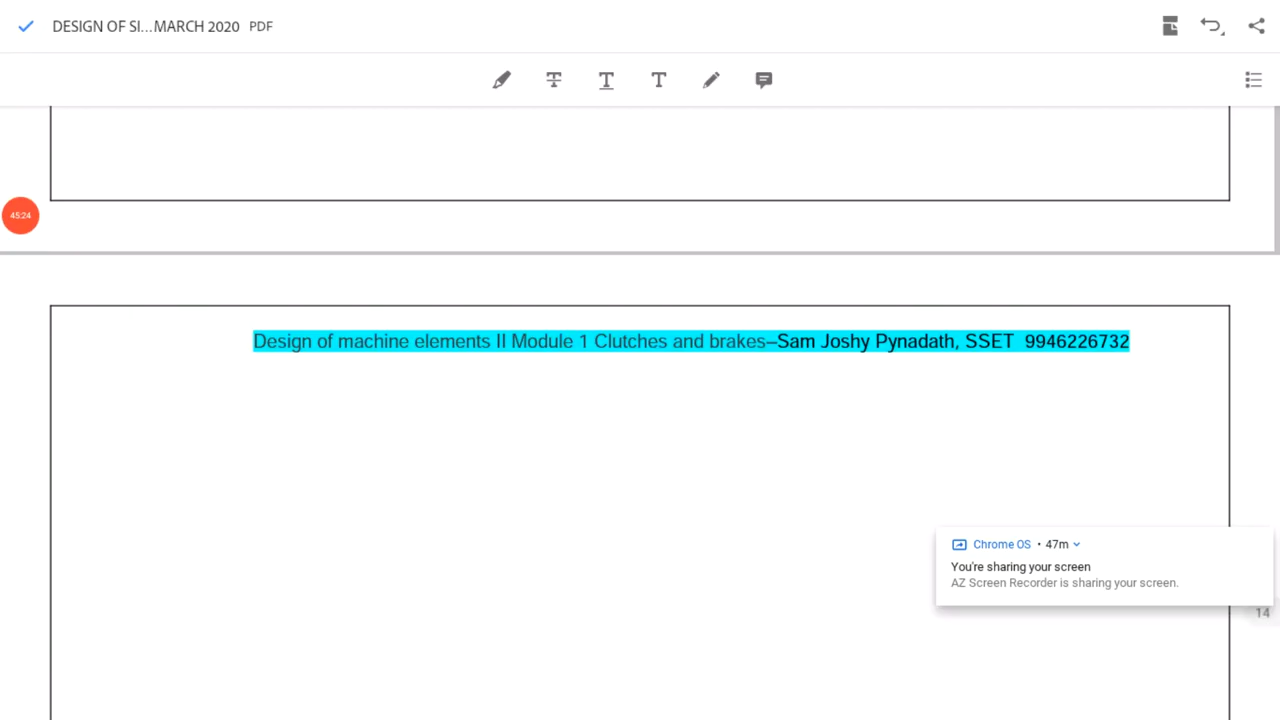 DESIGN OF SI...MARCH 2020 PDF
45:24
Design of machine elements II Module 1 Clutches and brakes–Sam Joshy Pynadath, SSET 9946226732
Chrome OS • 47m
You're sharing your screen
AZ Screen Recorder is sharing your screen.
14